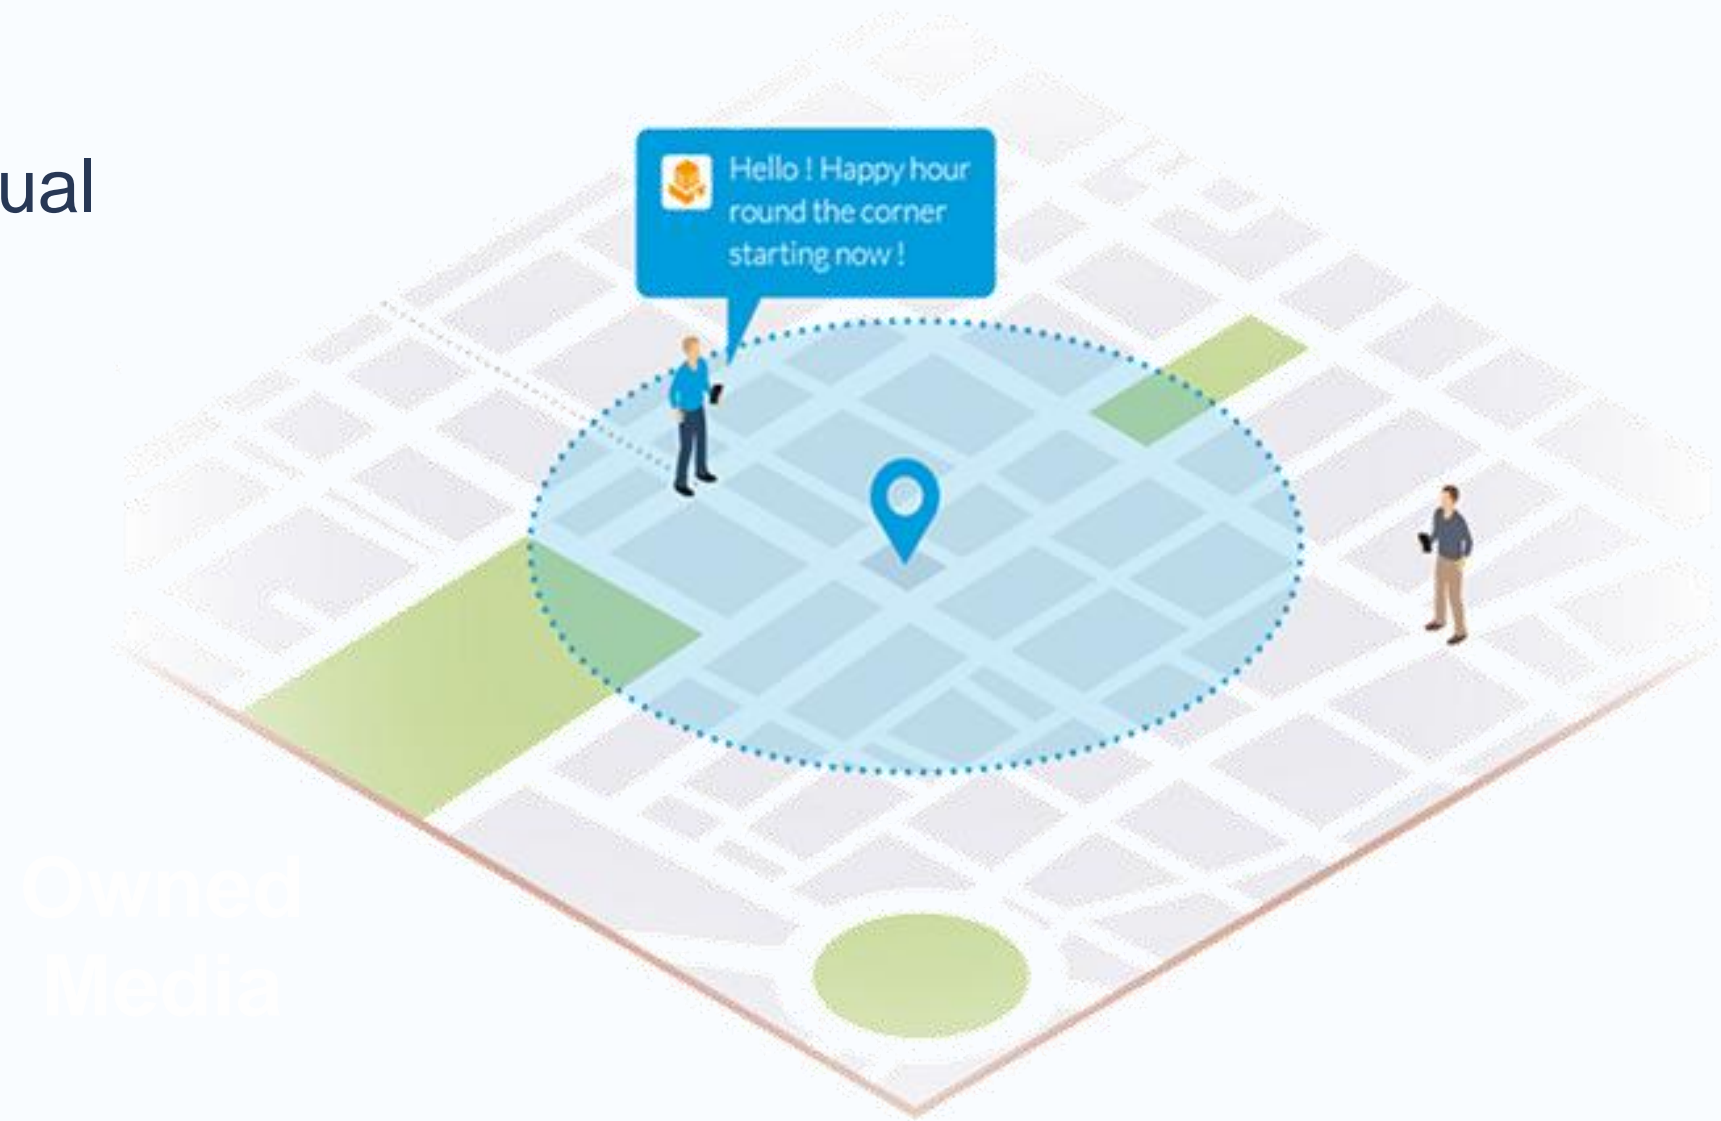 ual
Hello ! Happy hour
round the corner
starting now !
Owned
Media